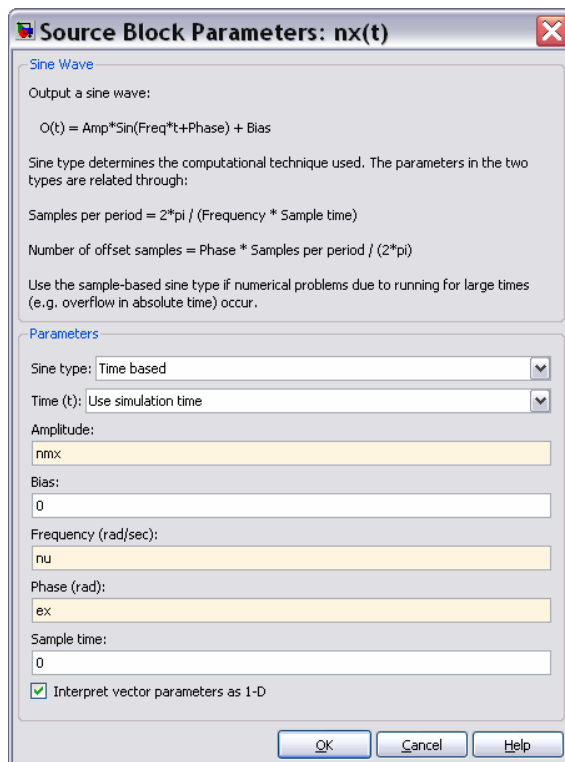 Source Block Parameters: nx(t)
Sine Wave
Output a sine wave:
O(t) = Amp*Sin(Freq*t+Phase) + Bias
Sine type determines the computational technique used. The parameters in the two
types are related through:
Samples per period = 2*pi / (Frequency * Sample time)
Number of offset samples = Phase * Samples per period / (2*pi)
Use the sample-based sine type if numerical problems due to running for large times
(e.g. overflow in absolute time) occur.
Parameters
Sine type: Time based
Time (t): Use simulation time
Amplitude:
nmx
Bias:
0
Frequency (rad/sec):
nu
Phase (rad):
ex
Sample time:
0
Interpret vector parameters as 1-D
OK Cancel Help